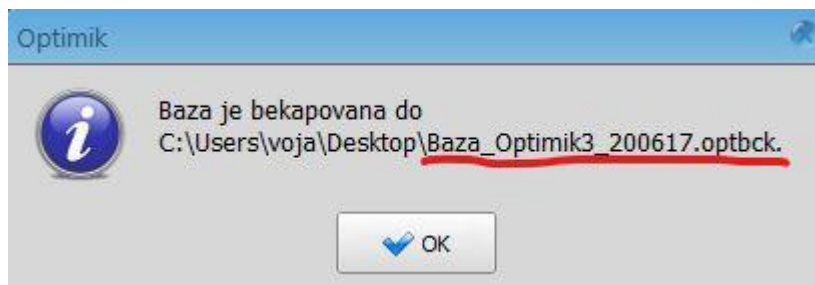 Optimik
Baza je bekapovana do
C:\Users\voja\Desktop\Baza_Optimik3_200617.optbck.
OK